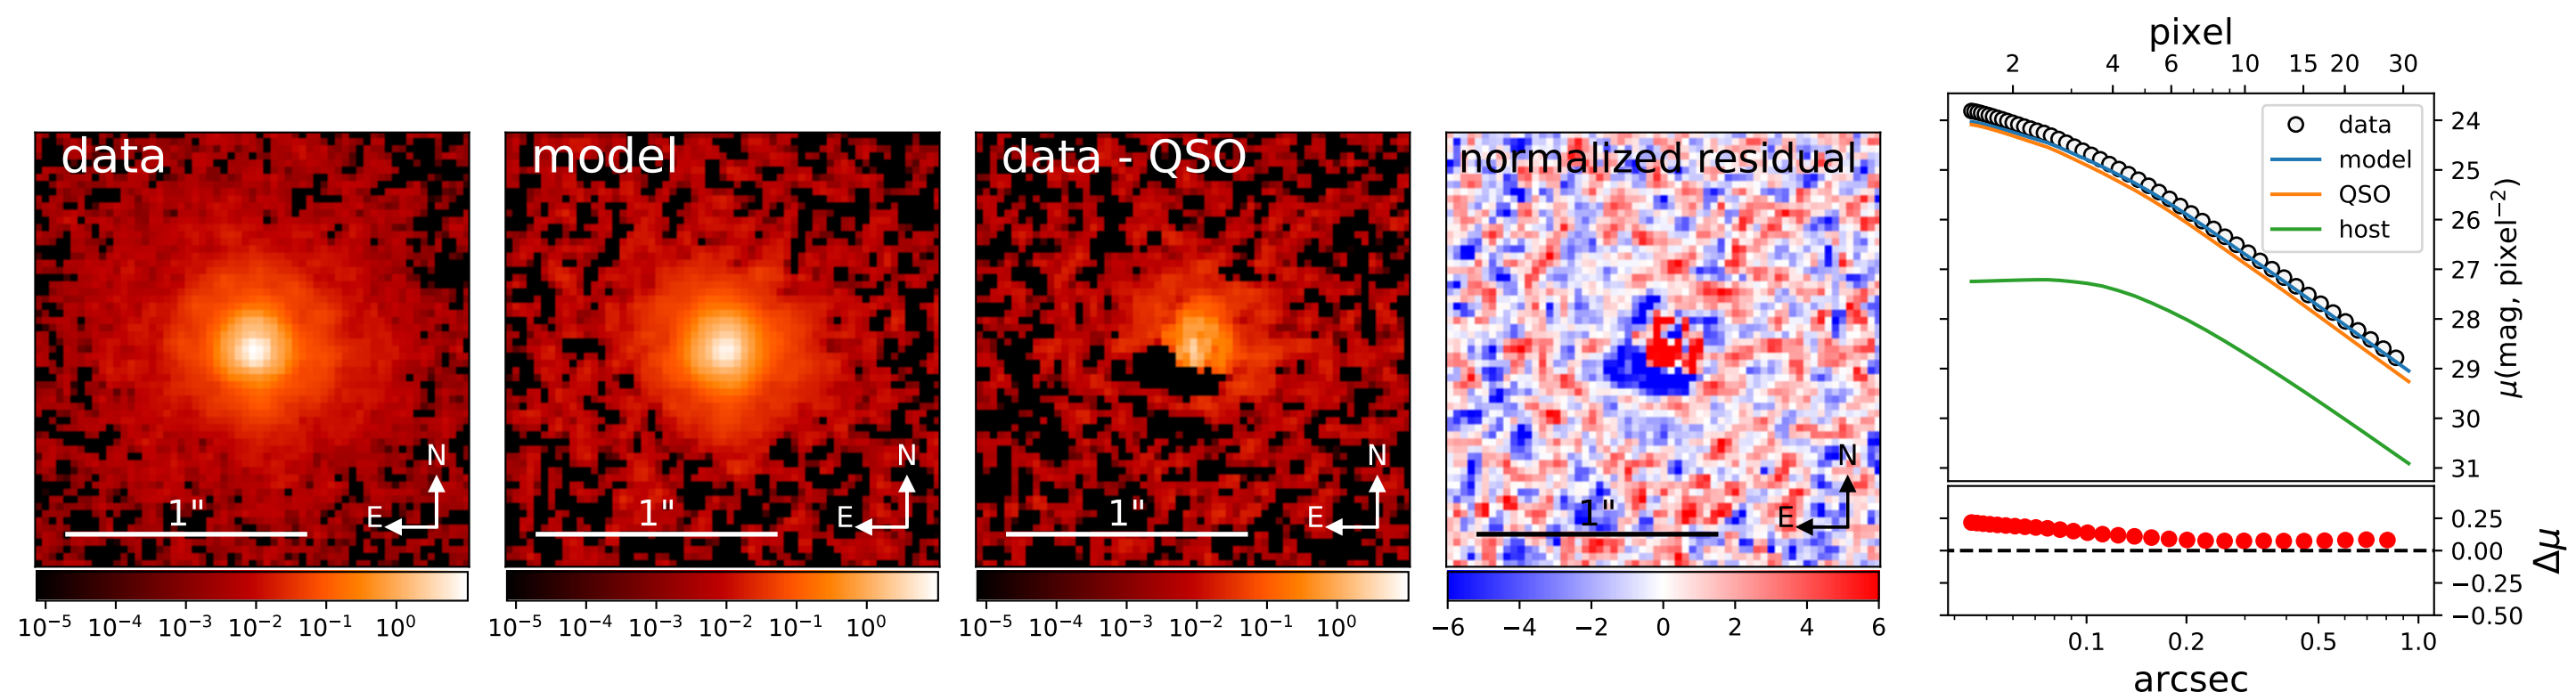 data
N
E
1"
10⁻⁵ 10⁻⁴ 10⁻³ 10⁻² 10⁻¹ 10⁰
model
N
E
1"
10⁻⁵ 10⁻⁴ 10⁻³ 10⁻² 10⁻¹ 10⁰
data - QSO
N
E
1"
10⁻⁵ 10⁻⁴ 10⁻³ 10⁻² 10⁻¹ 10⁰
normalized residual
N
E
1"
−6 −4 −2 0 2 4 6
pixel
2 4 6 10 15 20 30
data
model
QSO
host
24
25
26
27
28
29
30
31
μ(mag, pixel⁻²)
0.25
0.00
−0.25
−0.50
Δμ
0.1 0.2 0.5 1.0
arcsec